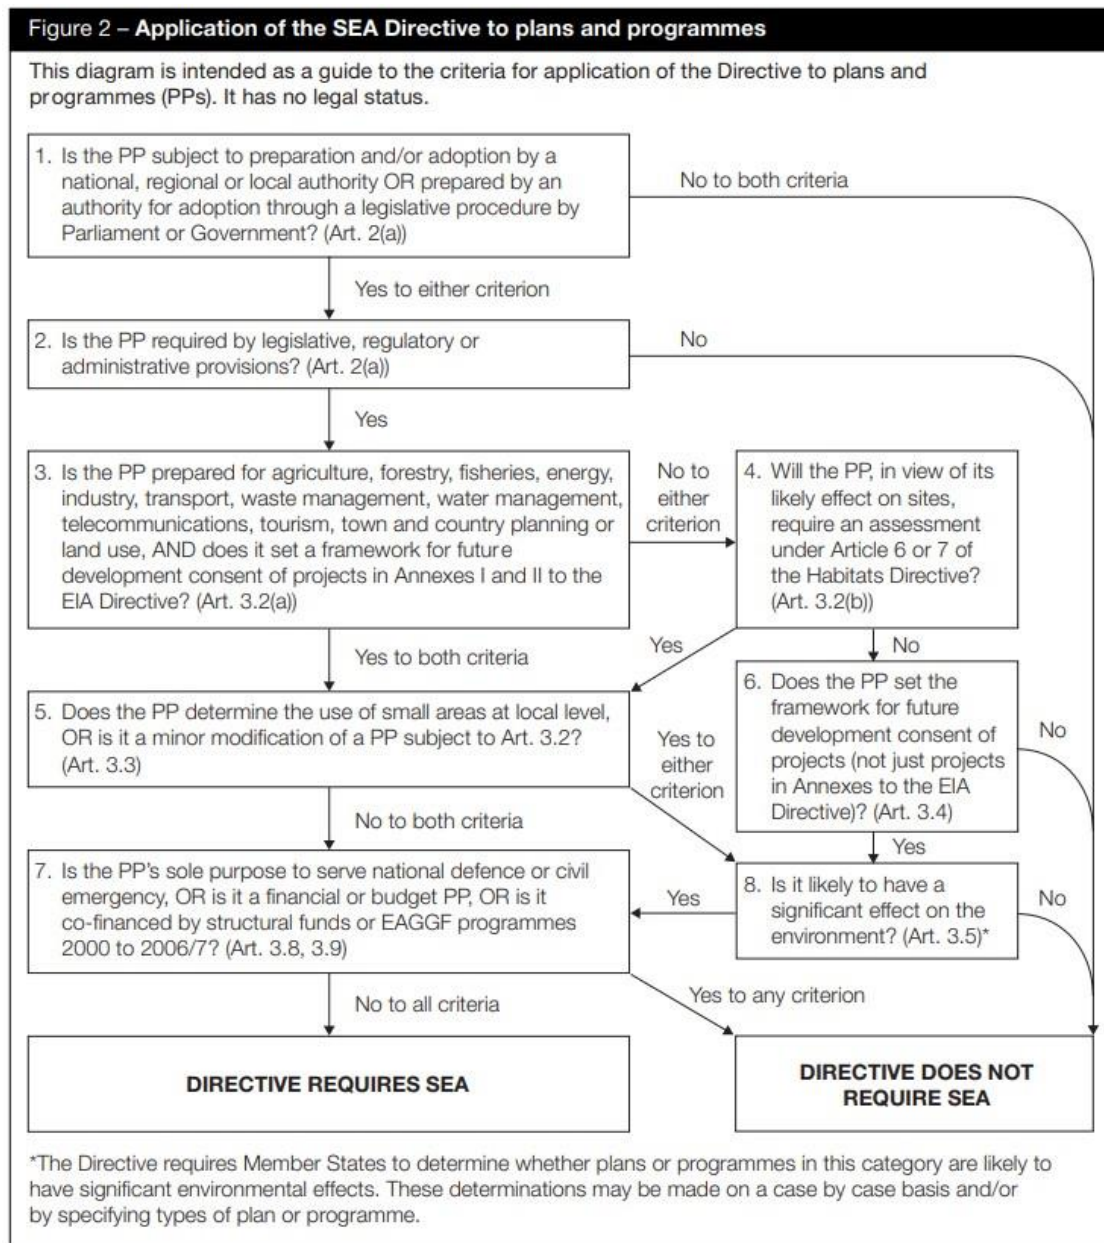 Figure 2 – Application of the SEA Directive to plans and programmes
This diagram is intended as a guide to the criteria for application of the Directive to plans and
programmes (PPs). It has no legal status.
1. Is the PP subject to preparation and/or adoption by a
national, regional or local authority OR prepared by an
authority for adoption through a legislative procedure by
Parliament or Government? (Art. 2(a))
No to both criteria
Yes to either criterion
2. Is the PP required by legislative, regulatory or
administrative provisions? (Art. 2(a))
No
Yes
3. Is the PP prepared for agriculture, forestry, fisheries, energy,
industry, transport, waste management, water management,
telecommunications, tourism, town and country planning or
land use, AND does it set a framework for future
development consent of projects in Annexes I and II to the
EIA Directive? (Art. 3.2(a))
No to
either
criterion
4. Will the PP, in view of its
likely effect on sites,
require an assessment
under Article 6 or 7 of
the Habitats Directive?
(Art. 3.2(b))
Yes to both criteria
Yes
No
5. Does the PP determine the use of small areas at local level,
OR is it a minor modification of a PP subject to Art. 3.2?
(Art. 3.3)
Yes to
either
criterion
6. Does the PP set the
framework for future
development consent of
projects (not just projects
in Annexes to the EIA
Directive)? (Art. 3.4)
No
No to both criteria
Yes
7. Is the PP's sole purpose to serve national defence or civil
emergency, OR is it a financial or budget PP, OR is it
co-financed by structural funds or EAGGF programmes
2000 to 2006/7? (Art. 3.8, 3.9)
Yes
8. Is it likely to have a
significant effect on the
environment? (Art. 3.5)*
No
No to all criteria
Yes to any criterion
DIRECTIVE REQUIRES SEA
DIRECTIVE DOES NOT
REQUIRE SEA
*The Directive requires Member States to determine whether plans or programmes in this category are likely to
have significant environmental effects. These determinations may be made on a case by case basis and/or
by specifying types of plan or programme.